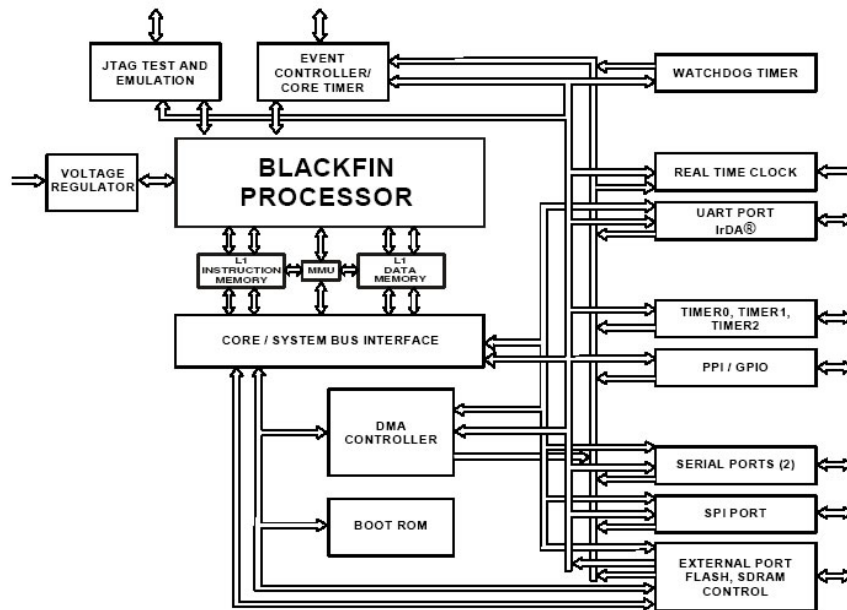 JTAG TEST AND
EMULATION
EVENT
CONTROLLER/
CORE TIMER
WATCHDOG TIMER
VOLTAGE
REGULATOR
BLACKFIN
PROCESSOR
REAL TIME CLOCK
UART PORT
IrDA®
L1
INSTRUCTION
MEMORY
MMU
L1
DATA
MEMORY
TIMER0, TIMER1,
TIMER2
CORE / SYSTEM BUS INTERFACE
PPI / GPIO
DMA
CONTROLLER
SERIAL PORTS (2)
BOOT ROM
SPI PORT
EXTERNAL PORT
FLASH, SDRAM
CONTROL